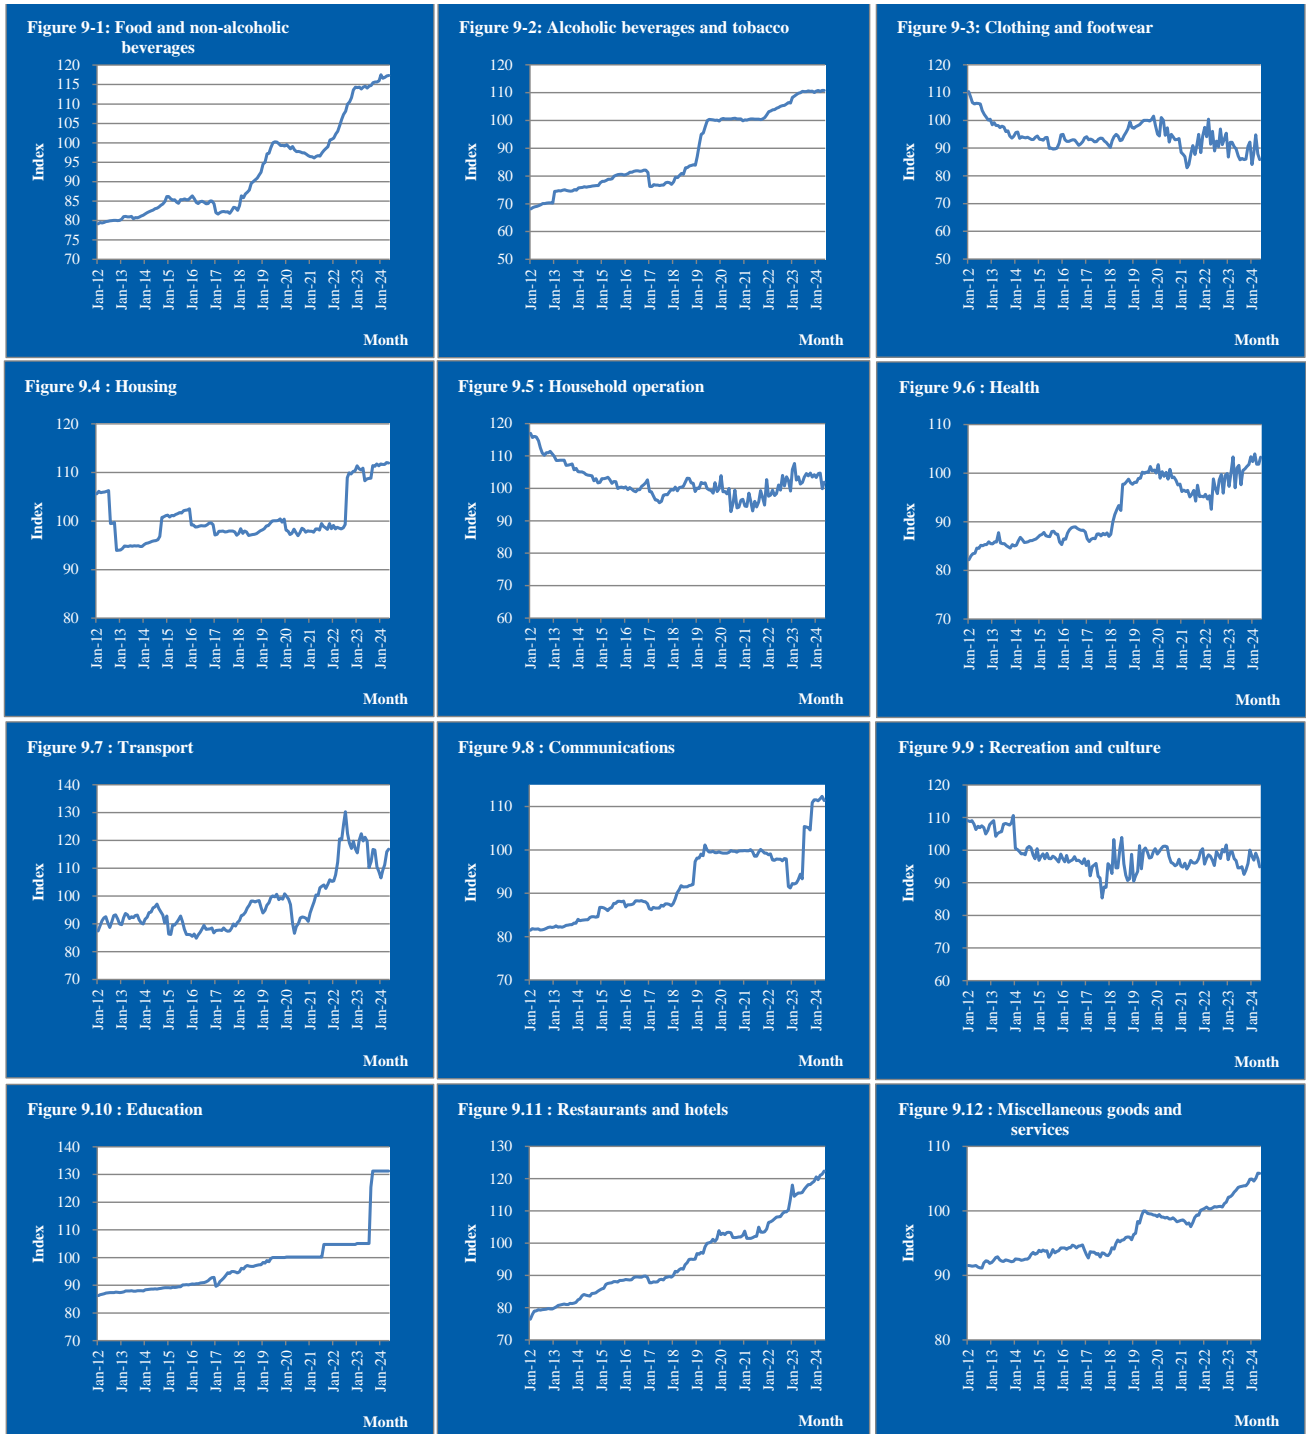 Figure 9-1: Food and non-alcoholic
beverages
120
115
110
105
100
95
90
85
80
75
70
Index
Jan-12
Jan-13
Jan-14
Jan-15
Jan-16
Jan-17
Jan-18
Jan-19
Jan-20
Jan-21
Jan-22
Jan-23
Jan-24
Month
Figure 9-2: Alcoholic beverages and tobacco
120
110
100
90
80
70
60
50
Index
Jan-12
Jan-13
Jan-14
Jan-15
Jan-16
Jan-17
Jan-18
Jan-19
Jan-20
Jan-21
Jan-22
Jan-23
Jan-24
Month
Figure 9-3: Clothing and footwear
120
110
100
90
80
70
60
50
Index
Jan-12
Jan-13
Jan-14
Jan-15
Jan-16
Jan-17
Jan-18
Jan-19
Jan-20
Jan-21
Jan-22
Jan-23
Jan-24
Month
Figure 9.4 : Housing
120
110
100
90
80
Index
Jan-12
Jan-13
Jan-14
Jan-15
Jan-16
Jan-17
Jan-18
Jan-19
Jan-20
Jan-21
Jan-22
Jan-23
Jan-24
Month
Figure 9.5 : Household operation
120
110
100
90
80
70
60
Index
Jan-12
Jan-13
Jan-14
Jan-15
Jan-16
Jan-17
Jan-18
Jan-19
Jan-20
Jan-21
Jan-22
Jan-23
Jan-24
Month
Figure 9.6 : Health
110
100
90
80
70
Index
Jan-12
Jan-13
Jan-14
Jan-15
Jan-16
Jan-17
Jan-18
Jan-19
Jan-20
Jan-21
Jan-22
Jan-23
Jan-24
Month
Figure 9.7 : Transport
140
130
120
110
100
90
80
70
Index
Jan-12
Jan-13
Jan-14
Jan-15
Jan-16
Jan-17
Jan-18
Jan-19
Jan-20
Jan-21
Jan-22
Jan-23
Jan-24
Month
Figure 9.8 : Communications
110
100
90
80
70
Index
Jan-12
Jan-13
Jan-14
Jan-15
Jan-16
Jan-17
Jan-18
Jan-19
Jan-20
Jan-21
Jan-22
Jan-23
Jan-24
Month
Figure 9.9 : Recreation and culture
120
110
100
90
80
70
60
Index
Jan-12
Jan-13
Jan-14
Jan-15
Jan-16
Jan-17
Jan-18
Jan-19
Jan-20
Jan-21
Jan-22
Jan-23
Jan-24
Month
Figure 9.10 : Education
140
130
120
110
100
90
80
70
Index
Jan-12
Jan-13
Jan-14
Jan-15
Jan-16
Jan-17
Jan-18
Jan-19
Jan-20
Jan-21
Jan-22
Jan-23
Jan-24
Month
Figure 9.11 : Restaurants and hotels
130
120
110
100
90
80
70
Index
Jan-12
Jan-13
Jan-14
Jan-15
Jan-16
Jan-17
Jan-18
Jan-19
Jan-20
Jan-21
Jan-22
Jan-23
Jan-24
Month
Figure 9.12 : Miscellaneous goods and
services
110
100
90
80
Index
Jan-12
Jan-13
Jan-14
Jan-15
Jan-16
Jan-17
Jan-18
Jan-19
Jan-20
Jan-21
Jan-22
Jan-23
Jan-24
Month